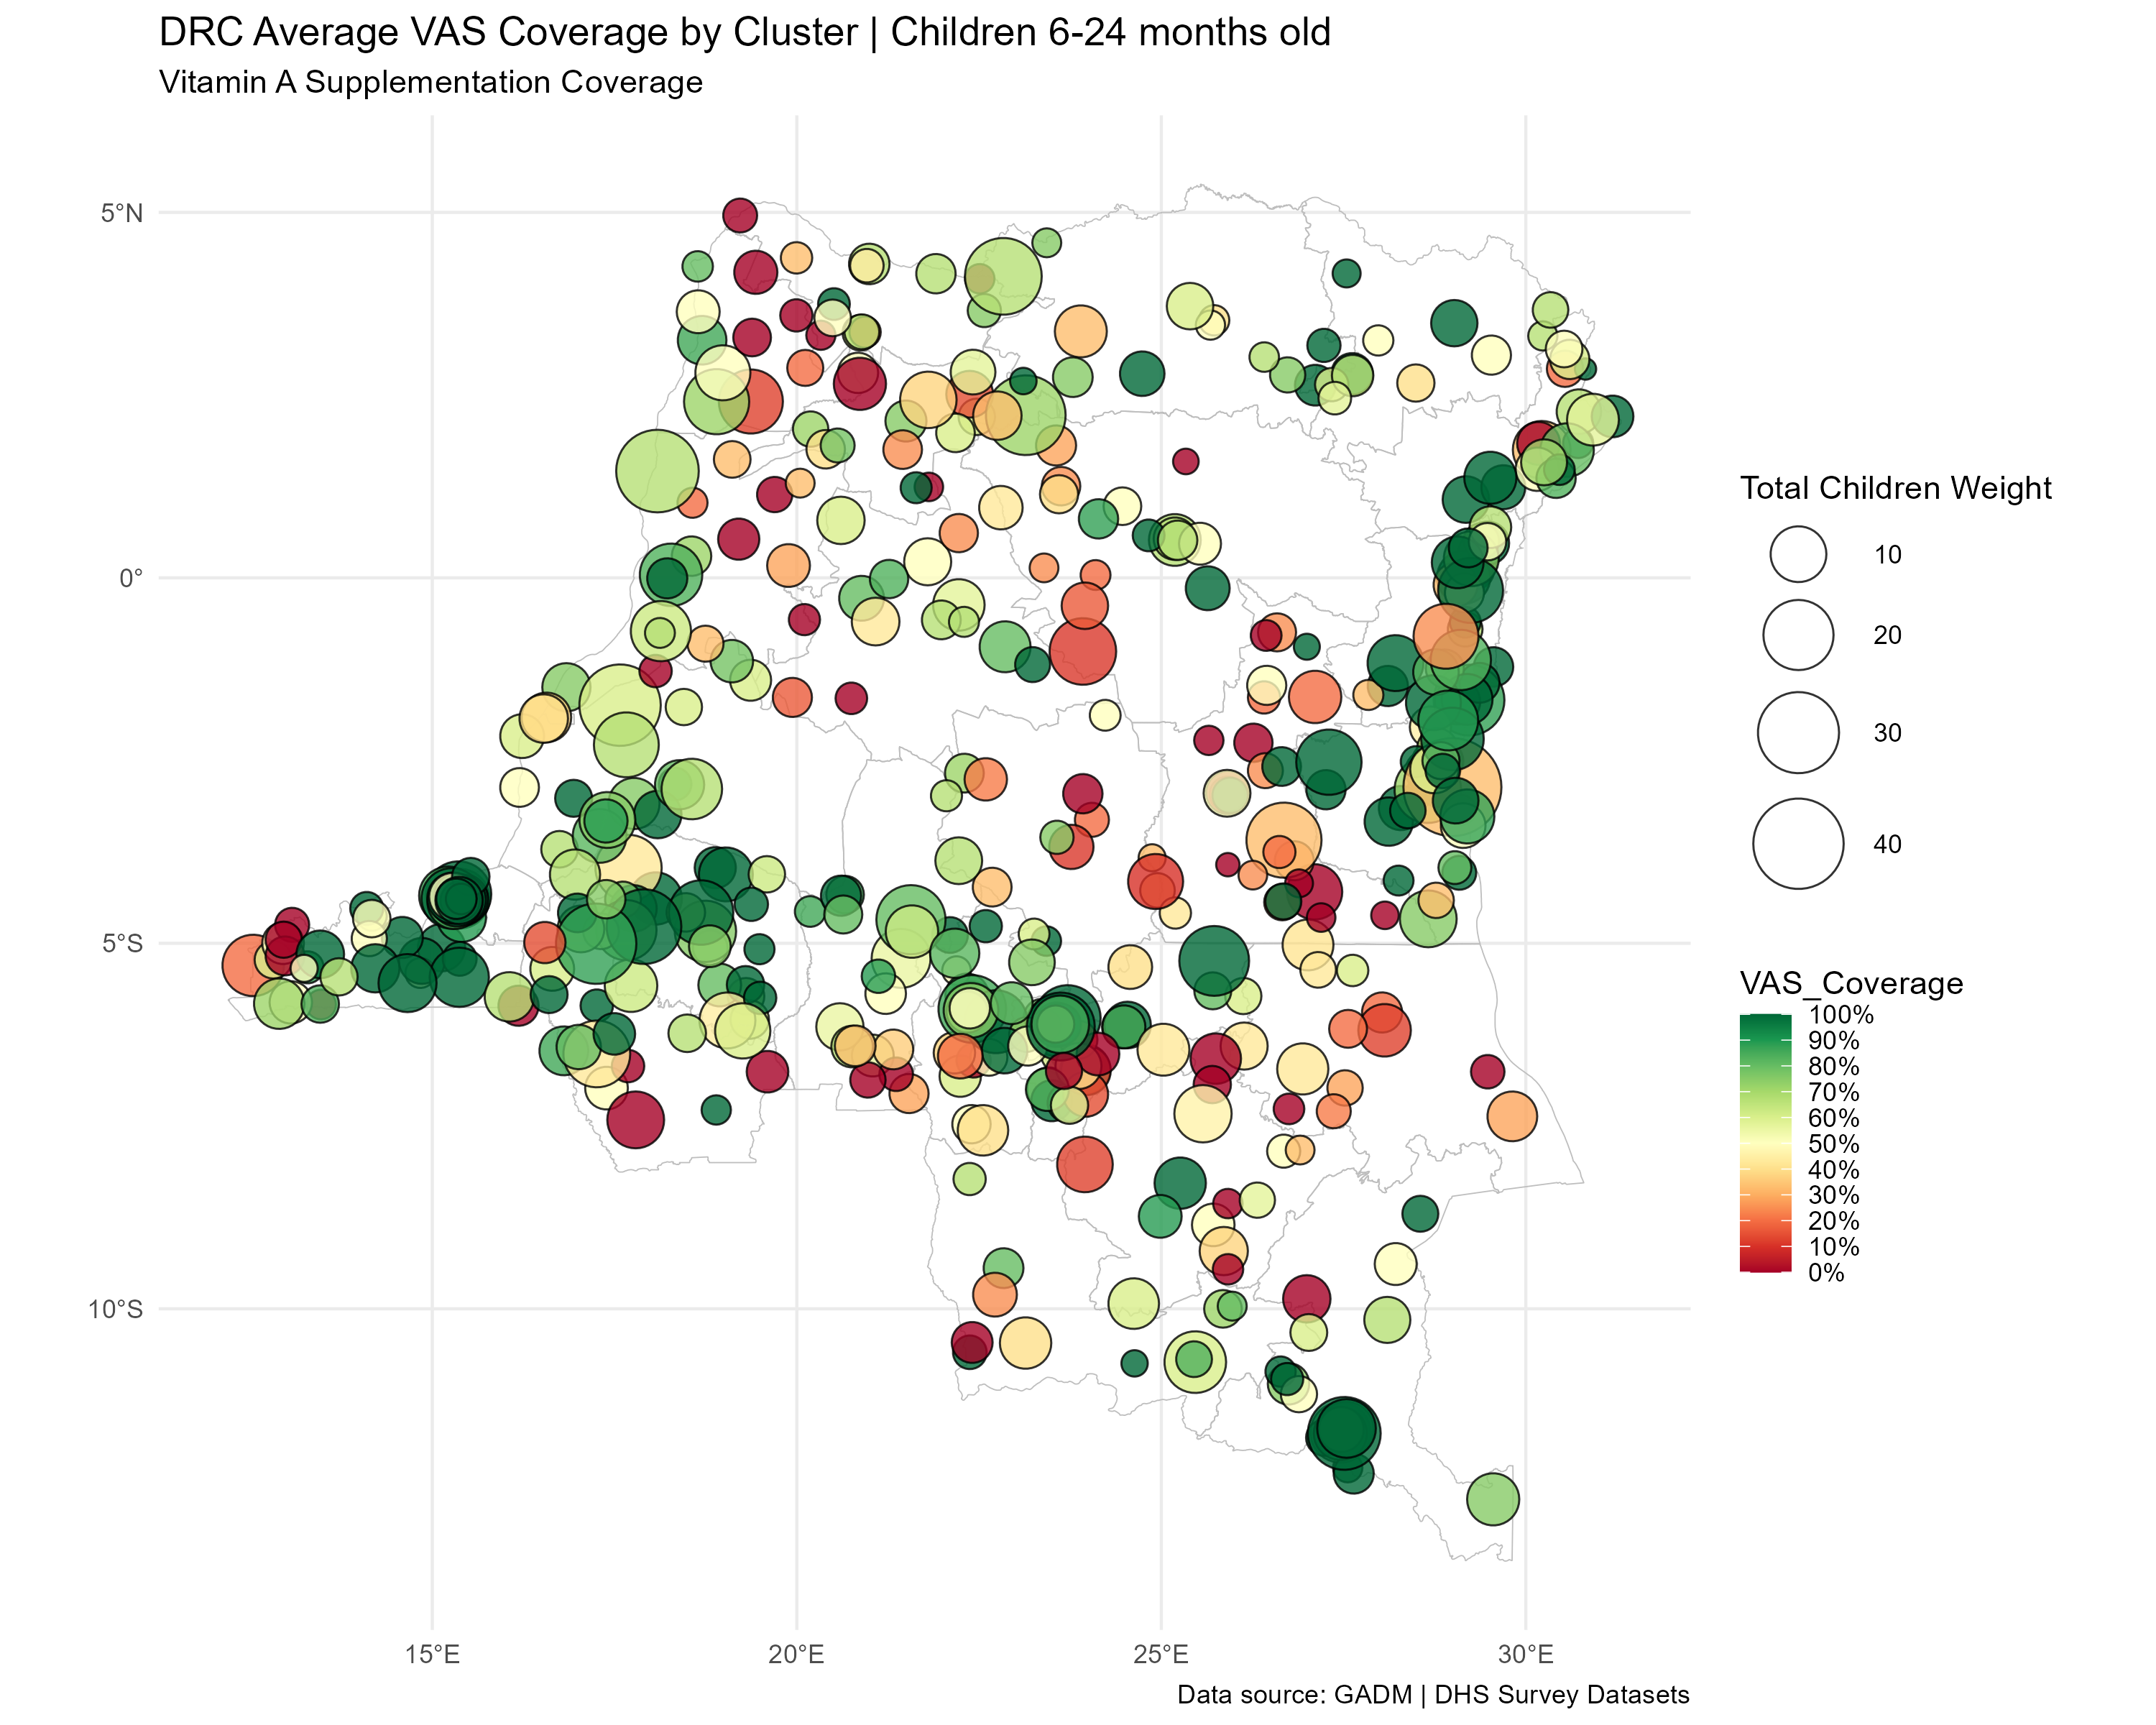 DRC Average VAS Coverage by Cluster | Children 6-24 months old
Vitamin A Supplementation Coverage
5°N
0°
5°S
10°S
15°E
20°E
25°E
30°E
Total Children Weight
10
20
30
40
VAS_Coverage
100%
90%
80%
70%
60%
50%
40%
30%
20%
10%
0%
Data source: GADM | DHS Survey Datasets